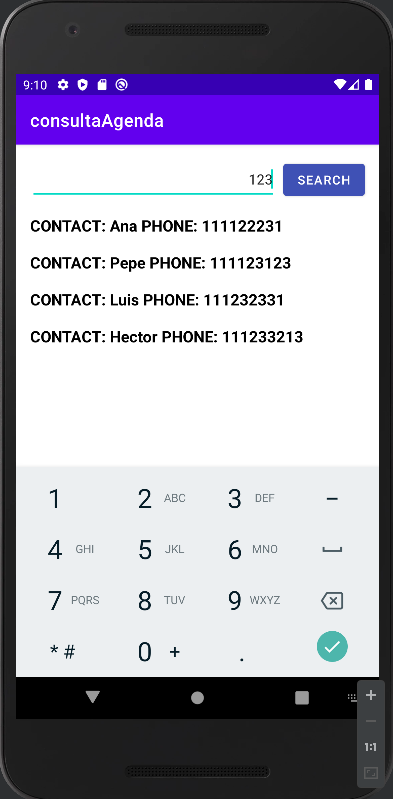 9:10
consultaAgenda
123 SEARCH
CONTACT: Ana PHONE: 111122231
CONTACT: Pepe PHONE: 111123123
CONTACT: Luis PHONE: 111232331
CONTACT: Hector PHONE: 111233213
1 2 ABC 3 DEF –
4 GHI 5 JKL 6 MNO
7 PQRS 8 TUV 9 WXYZ
* # 0 + .
+
–
1:1